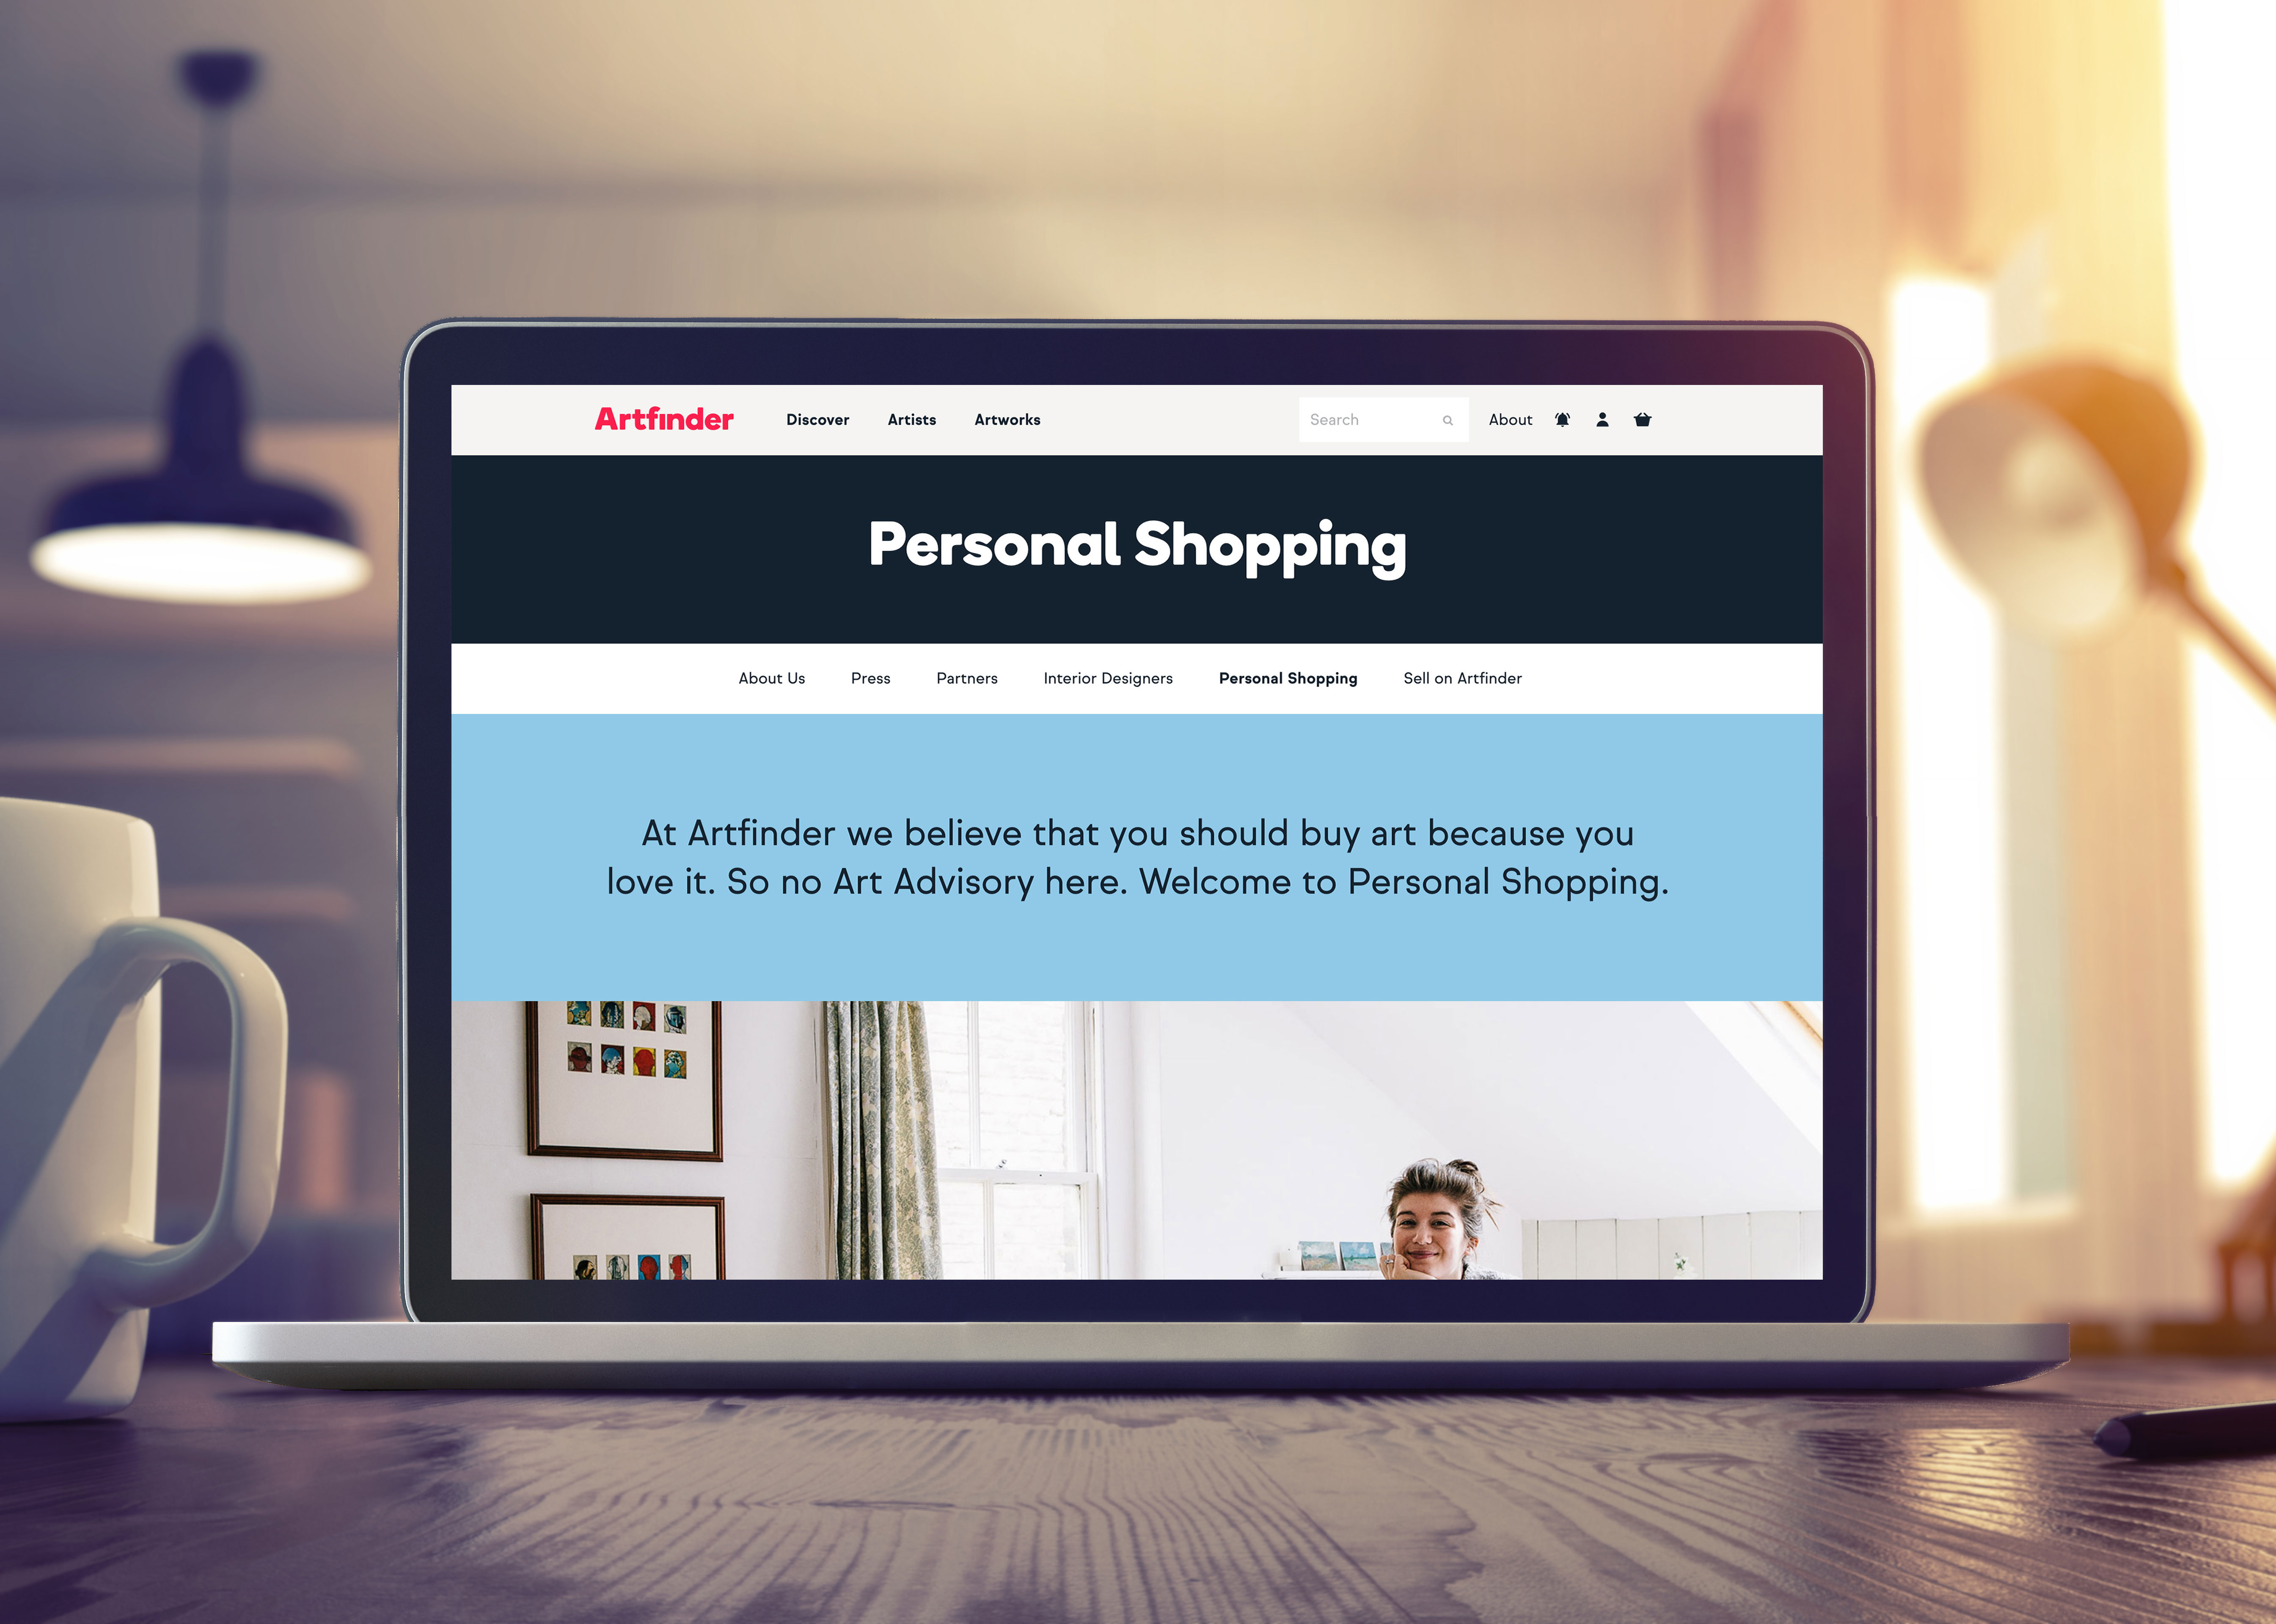 Artfinder Discover Artists Artworks Search About
Personal Shopping
About Us Press Partners Interior Designers Personal Shopping Sell on Artfinder
At Artfinder we believe that you should buy art because you
love it. So no Art Advisory here. Welcome to Personal Shopping.